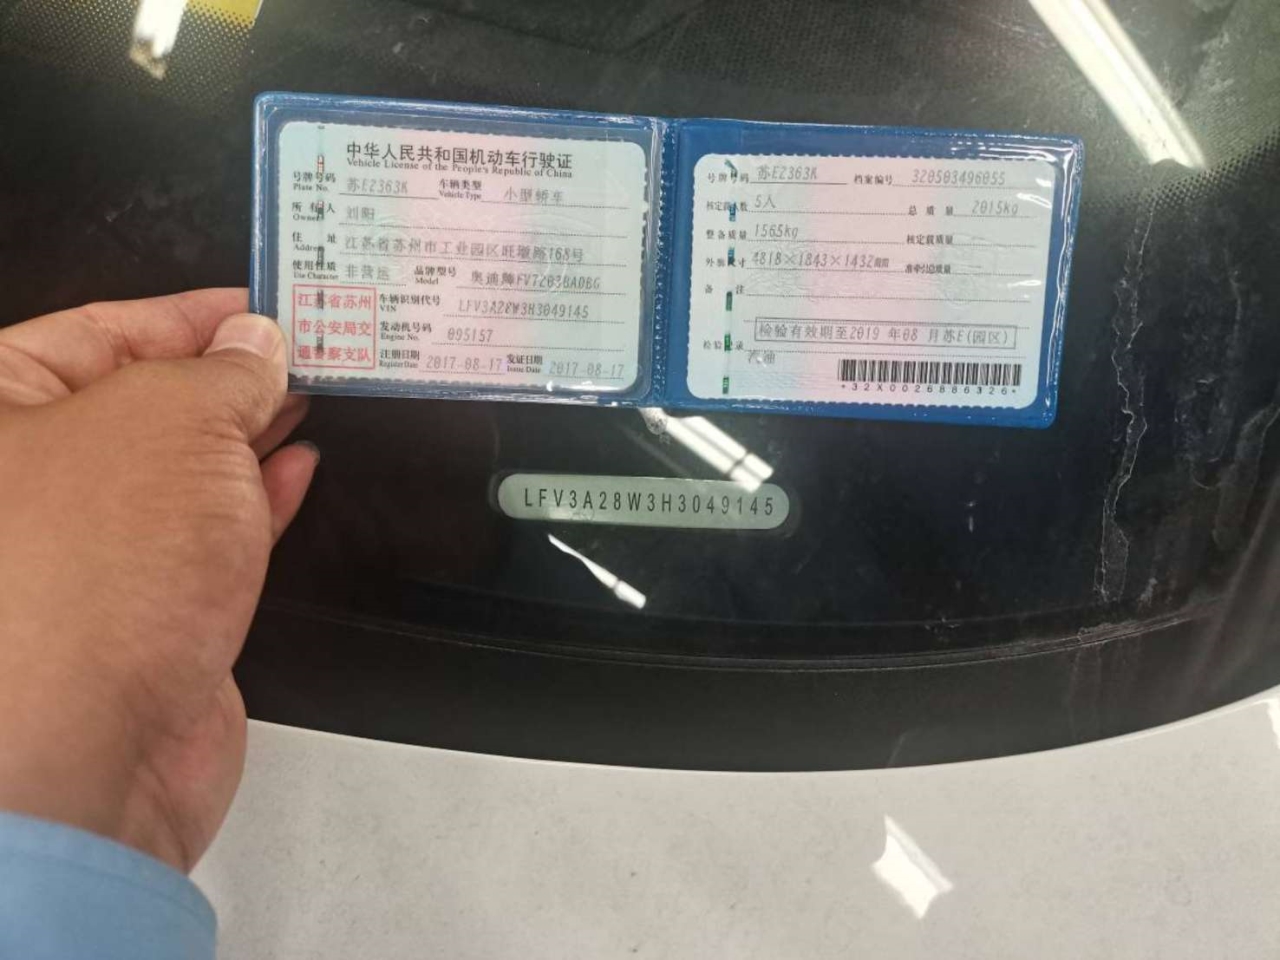 中华人民共和国机动车行驶证
Vehicle License of the People's Republic of China
号牌号码 苏EZ363K 车辆类型 小型轿车
Plate No. Vehicle Type
所有人 刘阳
Owner
住址 江苏省苏州市工业园区旺墩路168号
Address
使用性质 非营运 品牌型号 奥迪牌FV7203BADBG
Use Character Model
江苏省苏州
市公安局交
通警察支队
车辆识别代号 LFV3A28W3H3049145
VIN
发动机号码 095157
Engine No.
注册日期 2017-08-17 发证日期 2017-08-17
Register Date Issue Date
号牌号码 苏EZ363K 档案编号 320503496055
核定载人数 5人 总质量 2015kg
整备质量 1565kg 核定载质量
外廓尺寸 4818×1843×1432mm 准牵引总质量
备注
检验有效期至2019年08月苏E(园区)
检验记录
汽油
*32X0026886326*
LFV3A28W3H3049145